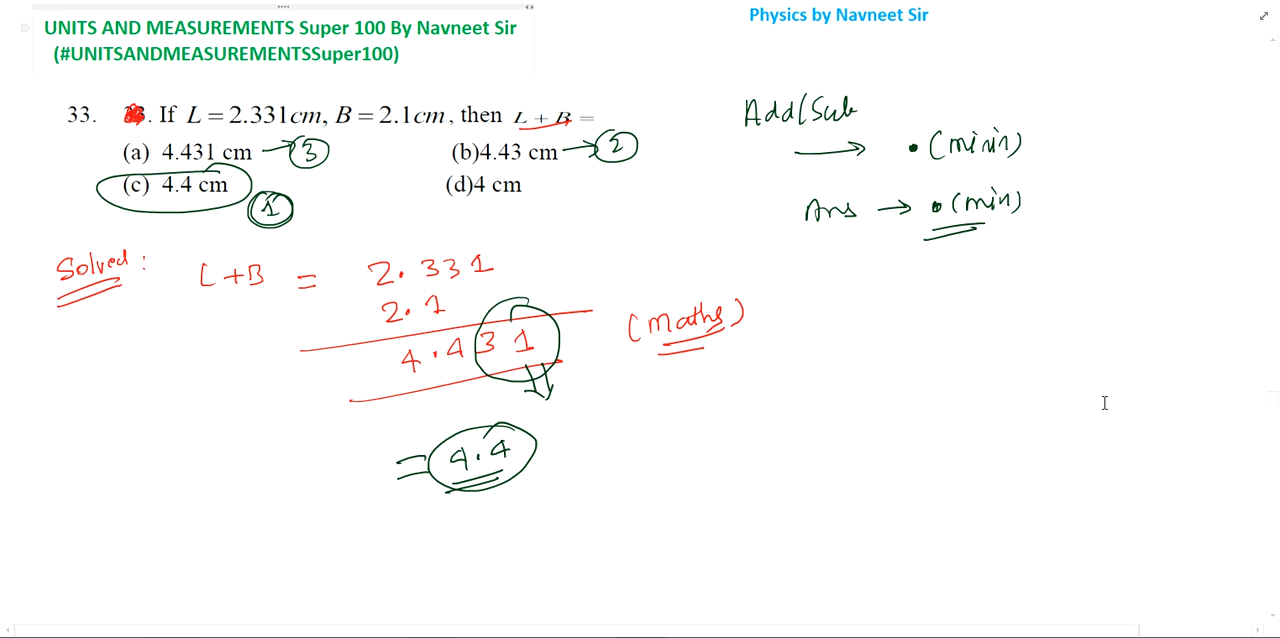 Physics by Navneet Sir
UNITS AND MEASUREMENTS Super 100 By Navneet Sir
(#UNITSANDMEASUREMENTSSuper100)
33. . If L = 2.331cm, B = 2.1cm, then L + B =
(a) 4.431 cm → 3 (b)4.43 cm → 2
(c) 4.4 cm (d)4 cm
1
Add/Sub
→ • (min)
Ans → • (min)
Solved : L+B = 2.331
2.1
4.431 (Maths)
= 4.4